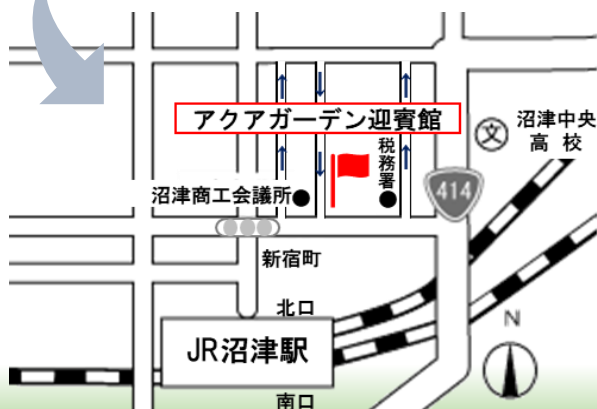 アクアガーデン迎賓館
文
沼津中央
高校
税務署
沼津商工会議所
414
新宿町
北口
JR沼津駅
N
南口